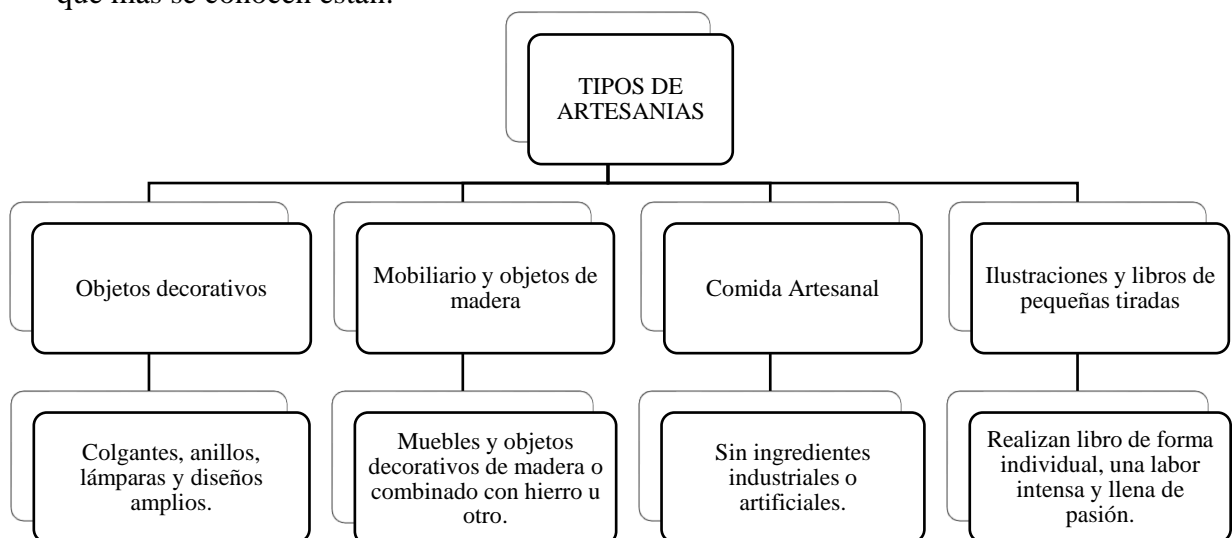 que más se conocen están:
TIPOS DE
ARTESANIAS
Objetos decorativos
Mobiliario y objetos de
madera
Comida Artesanal
Ilustraciones y libros de
pequeñas tiradas
Colgantes, anillos,
lámparas y diseños
amplios.
Muebles y objetos
decorativos de madera o
combinado con hierro u
otro.
Sin ingredientes
industriales o
artificiales.
Realizan libro de forma
individual, una labor
intensa y llena de
pasión.